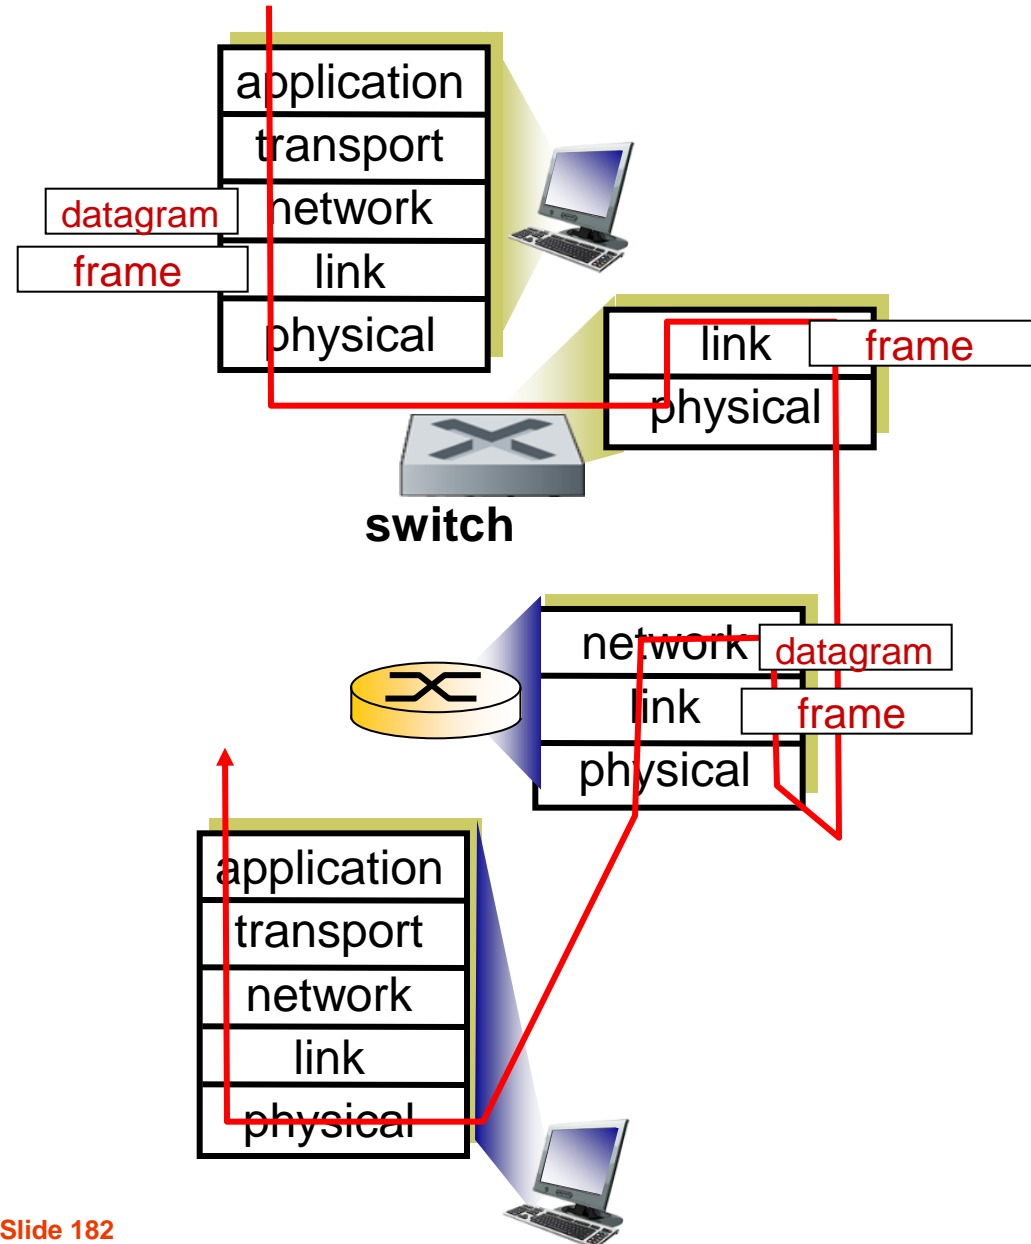 application
transport
datagram network
frame link
physical
link frame
physical
switch
network datagram
link frame
physical
application
transport
network
link
physical
Slide 182